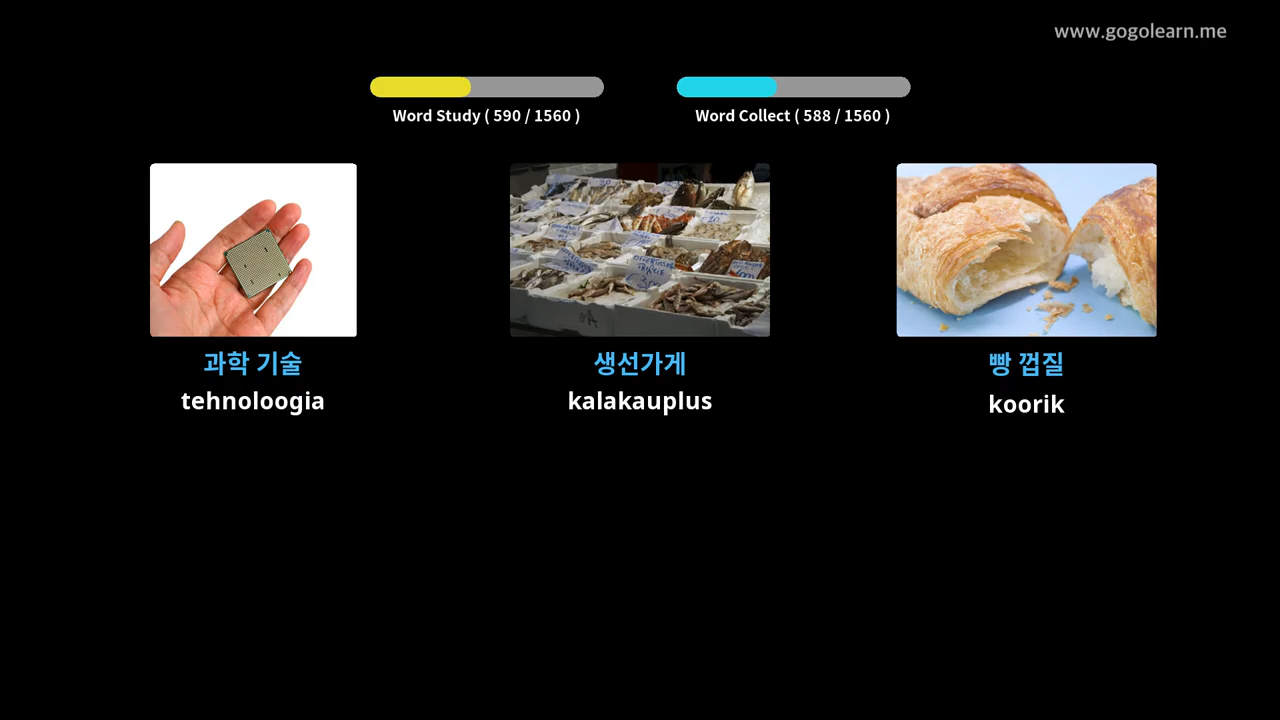 www.gogolearn.me
Word Study ( 590 / 1560 )
Word Collect ( 588 / 1560 )
과학 기술
생선가게
빵 껍질
tehnoloogia
kalakauplus
koorik